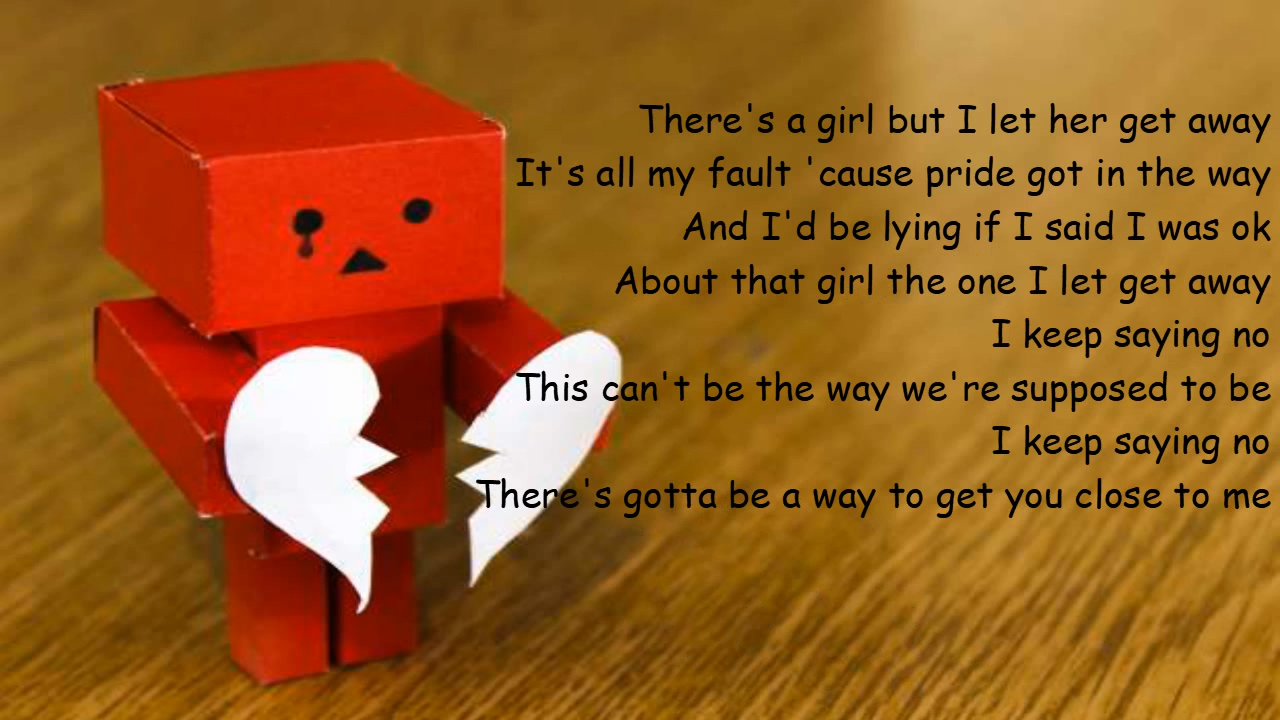 There's a girl but I let her get away
It's all my fault 'cause pride got in the way
And I'd be lying if I said I was ok
About that girl the one I let get away
I keep saying no
This can't be the way we're supposed to be
I keep saying no
There's gotta be a way to get you close to me